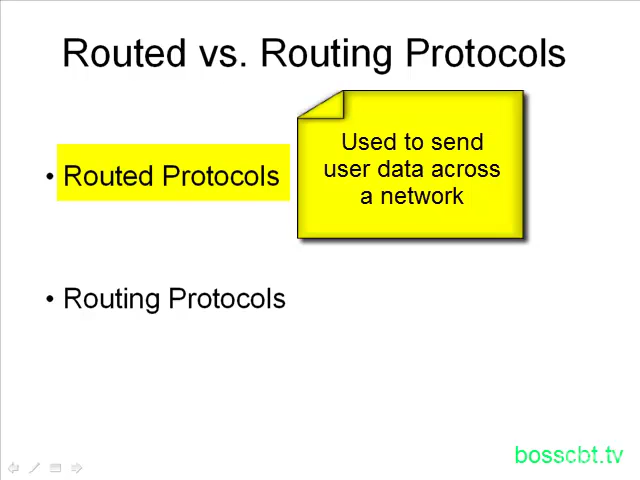 Routed vs. Routing Protocols
• Routed Protocols
Used to send
user data across
a network
• Routing Protocols
bosscbt.tv